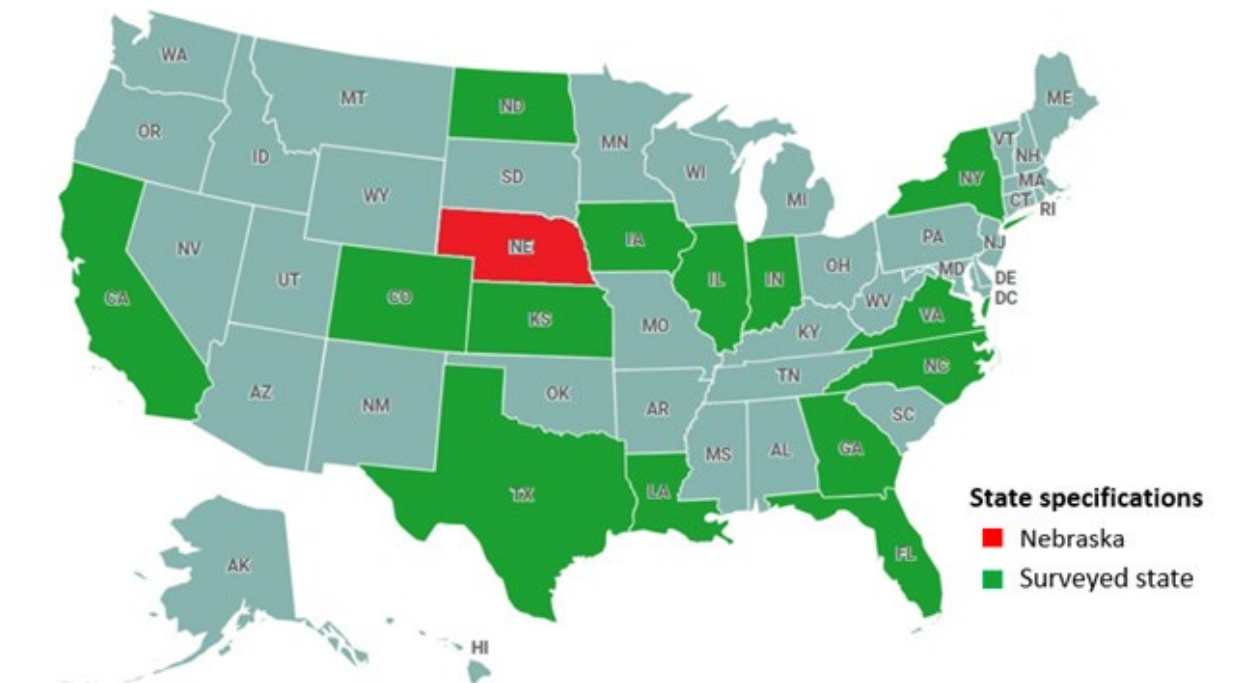 WA
MT
ND
ME
OR
ID
MN
VT
NH
WI
NY
MA
SD
WY
MI
CT
RI
NE
IA
PA
NJ
NV
UT
CO
IL
IN
OH
MD
DE
DC
CA
KS
MO
WV
VA
KY
NC
TN
AZ
NM
OK
AR
SC
MS
AL
GA
TX
LA
FL
State specifications
Nebraska
Surveyed state
AK
HI